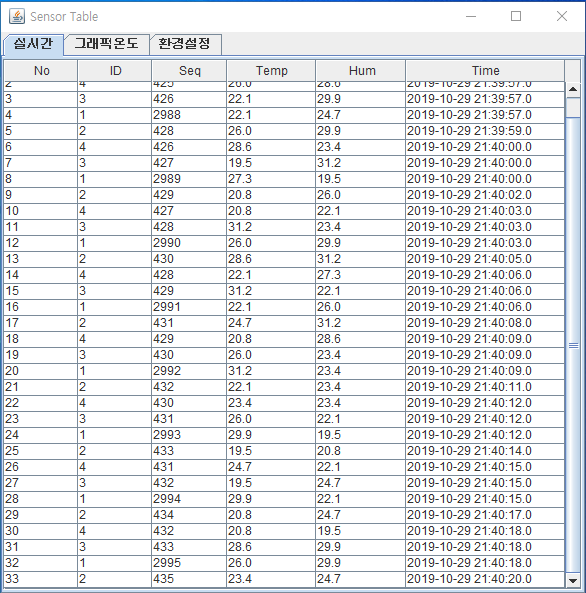 Sensor Table
실시간 그래픽온도 환경설정
No ID Seq Temp Hum Time
2 4 425 26.0 28.6 2019-10-29 21:39:57.0
3 3 426 22.1 29.9 2019-10-29 21:39:57.0
4 1 2988 22.1 24.7 2019-10-29 21:39:57.0
5 2 428 26.0 29.9 2019-10-29 21:39:59.0
6 4 426 28.6 23.4 2019-10-29 21:40:00.0
7 3 427 19.5 31.2 2019-10-29 21:40:00.0
8 1 2989 27.3 19.5 2019-10-29 21:40:00.0
9 2 429 20.8 26.0 2019-10-29 21:40:02.0
10 4 427 20.8 22.1 2019-10-29 21:40:03.0
11 3 428 31.2 23.4 2019-10-29 21:40:03.0
12 1 2990 26.0 29.9 2019-10-29 21:40:03.0
13 2 430 28.6 31.2 2019-10-29 21:40:05.0
14 4 428 22.1 27.3 2019-10-29 21:40:06.0
15 3 429 31.2 22.1 2019-10-29 21:40:06.0
16 1 2991 22.1 26.0 2019-10-29 21:40:06.0
17 2 431 24.7 31.2 2019-10-29 21:40:08.0
18 4 429 20.8 28.6 2019-10-29 21:40:09.0
19 3 430 26.0 23.4 2019-10-29 21:40:09.0
20 1 2992 31.2 23.4 2019-10-29 21:40:09.0
21 2 432 22.1 23.4 2019-10-29 21:40:11.0
22 4 430 23.4 23.4 2019-10-29 21:40:12.0
23 3 431 26.0 22.1 2019-10-29 21:40:12.0
24 1 2993 29.9 19.5 2019-10-29 21:40:12.0
25 2 433 19.5 20.8 2019-10-29 21:40:14.0
26 4 431 24.7 22.1 2019-10-29 21:40:15.0
27 3 432 19.5 24.7 2019-10-29 21:40:15.0
28 1 2994 29.9 22.1 2019-10-29 21:40:15.0
29 2 434 20.8 24.7 2019-10-29 21:40:17.0
30 4 432 20.8 19.5 2019-10-29 21:40:18.0
31 3 433 28.6 29.9 2019-10-29 21:40:18.0
32 1 2995 26.0 29.9 2019-10-29 21:40:18.0
33 2 435 23.4 24.7 2019-10-29 21:40:20.0